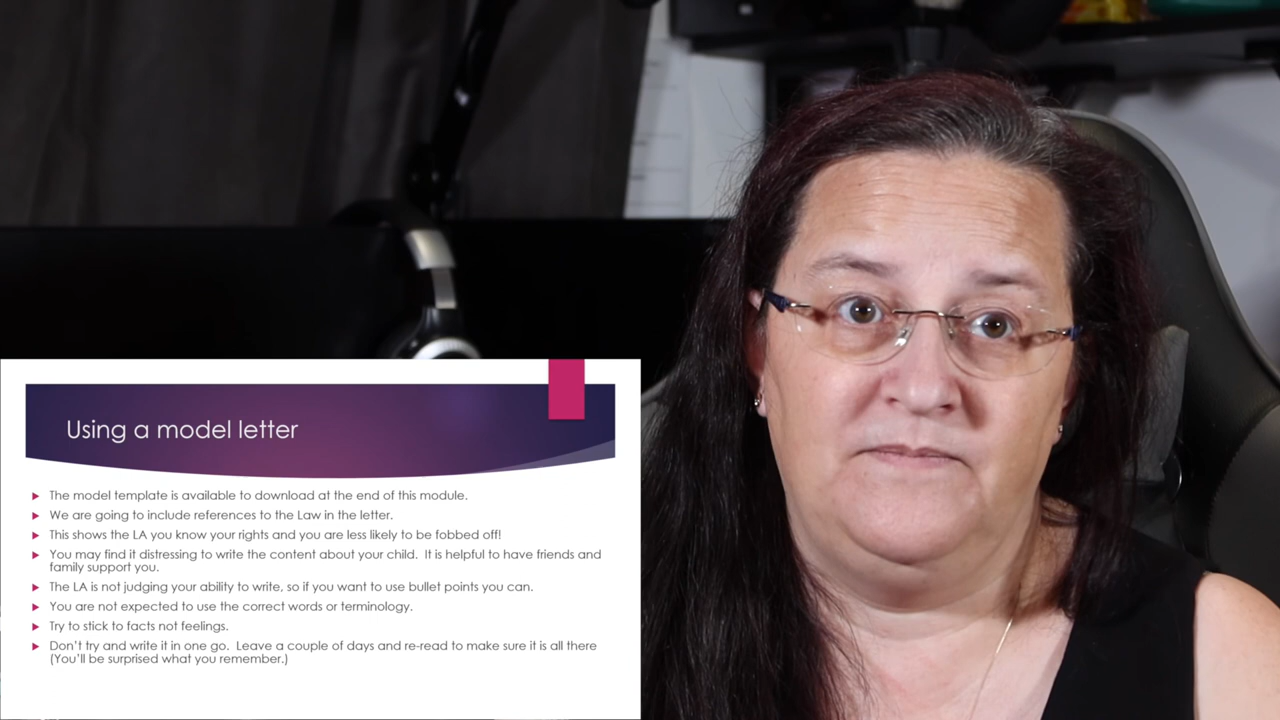 Using a model letter
The model template is available to download at the end of this module.
We are going to include references to the Law in the letter.
This shows the LA you know your rights and you are less likely to be fobbed off!
You may find it distressing to write the content about your child.  It is helpful to have friends and
family support you.
The LA is not judging your ability to write, so if you want to use bullet points you can.
You are not expected to use the correct words or terminology.
Try to stick to facts not feelings.
Don't try and write it in one go.  Leave a couple of days and re-read to make sure it is all there
(You'll be surprised what you remember.)